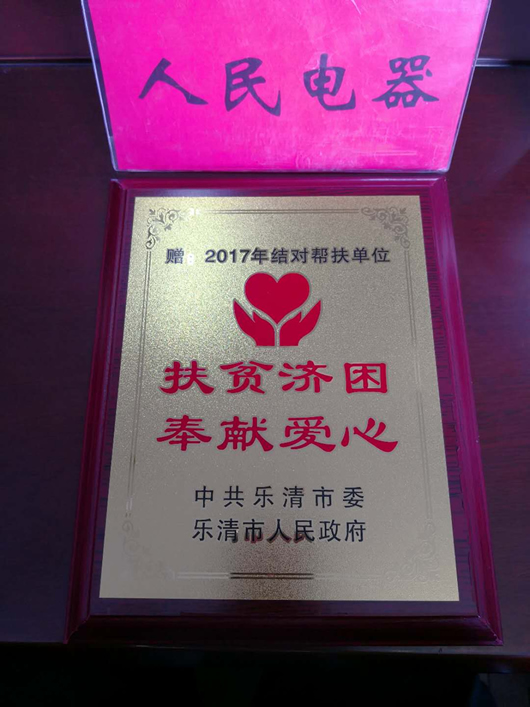 人民电器
赠：2017年结对帮扶单位
扶贫济困
奉献爱心
中共乐清市委
乐清市人民政府